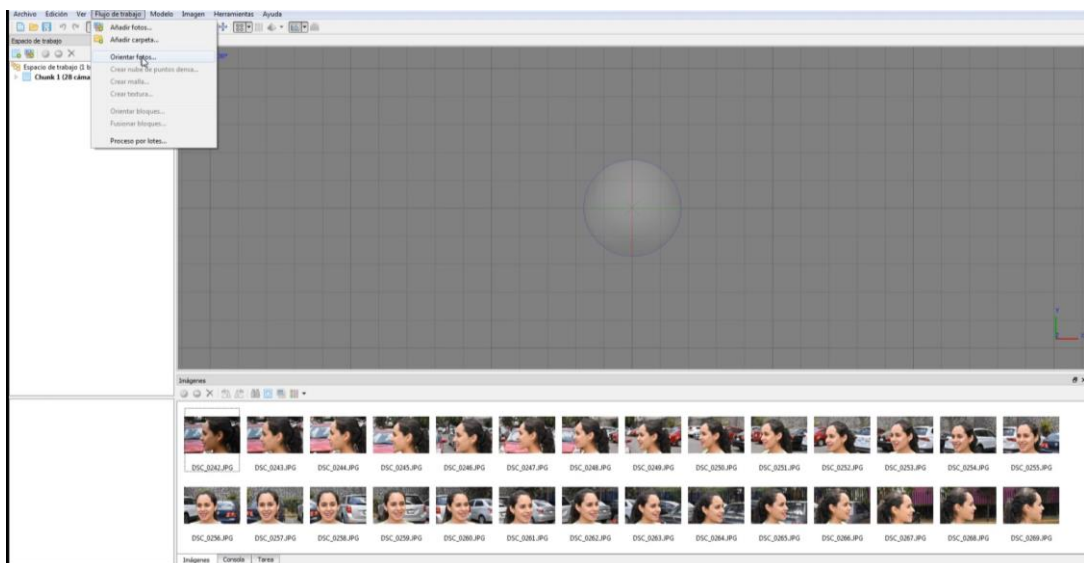 Archivo Edición Ver Flujo de trabajo Modelo Imagen Herramientas Ayuda
Añadir fotos...
Espacio de trabajo
Añadir carpeta...
Orientar fotos...
Espacio de trabajo (1 b
Crear nube de puntos densa...
Chunk 1 (28 cáma
Crear malla...
Crear textura...
Orientar bloques...
Fusionar bloques...
Proceso por lotes...
Y
Imágenes
DSC_0242.JPG DSC_0243.JPG DSC_0244.JPG DSC_0245.JPG DSC_0246.JPG DSC_0247.JPG DSC_0248.JPG DSC_0249.JPG DSC_0250.JPG DSC_0251.JPG DSC_0252.JPG DSC_0253.JPG DSC_0254.JPG DSC_0255.JPG
DSC_0256.JPG DSC_0257.JPG DSC_0258.JPG DSC_0259.JPG DSC_0260.JPG DSC_0261.JPG DSC_0262.JPG DSC_0263.JPG DSC_0264.JPG DSC_0265.JPG DSC_0266.JPG DSC_0267.JPG DSC_0268.JPG DSC_0269.JPG
Imágenes Consola Tarea